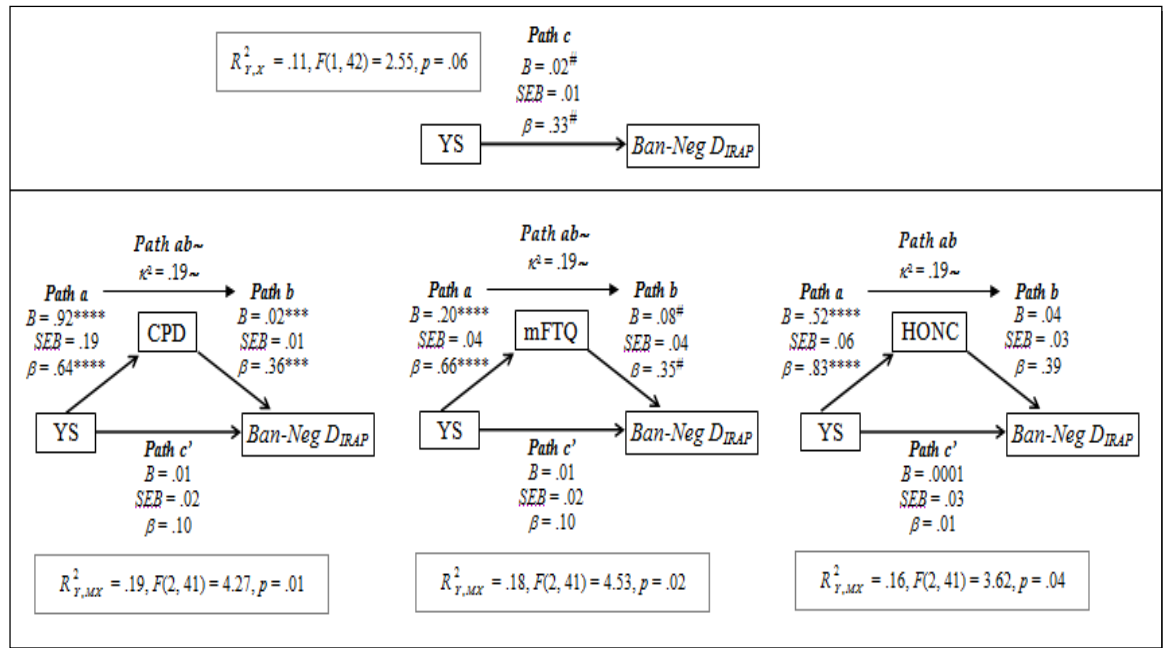 Path c
R²Y,X = .11, F(1, 42) = 2.55, p = .06
B = .02#
SEB = .01
β = .33#
YS
Ban-Neg DIRAP
Path ab~
κ² = .19~
Path a
Path b
B = .92****
B = .02***
SEB = .19
CPD
SEB = .01
β = .64****
β = .36***
YS
Ban-Neg DIRAP
Path c’
B = .01
SEB = .02
β = .10
R²Y,MX = .19, F(2, 41) = 4.27, p = .01
Path ab~
κ² = .19~
Path a
Path b
B = .20****
B = .08#
SEB = .04
mFTQ
SEB = .04
β = .66****
β = .35#
YS
Ban-Neg DIRAP
Path c’
B = .01
SEB = .02
β = .10
R²Y,MX = .18, F(2, 41) = 4.53, p = .02
Path ab
κ² = .19~
Path a
Path b
B = .52****
B = .04
SEB = .06
HONC
SEB = .03
β = .83****
β = .39
YS
Ban-Neg DIRAP
Path c’
B = .0001
SEB = .03
β = .01
R²Y,MX = .16, F(2, 41) = 3.62, p = .04